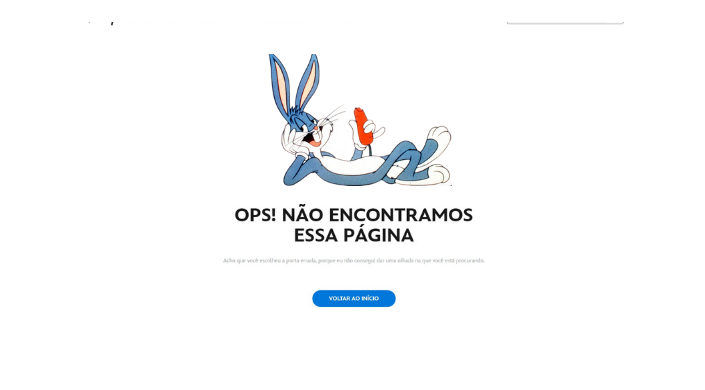 OPS! NÃO ENCONTRAMOS
ESSA PÁGINA
Acho que você escolheu a porta errada, porque eu não consegui dar uma olhada no que você está procurando.
VOLTAR AO INÍCIO